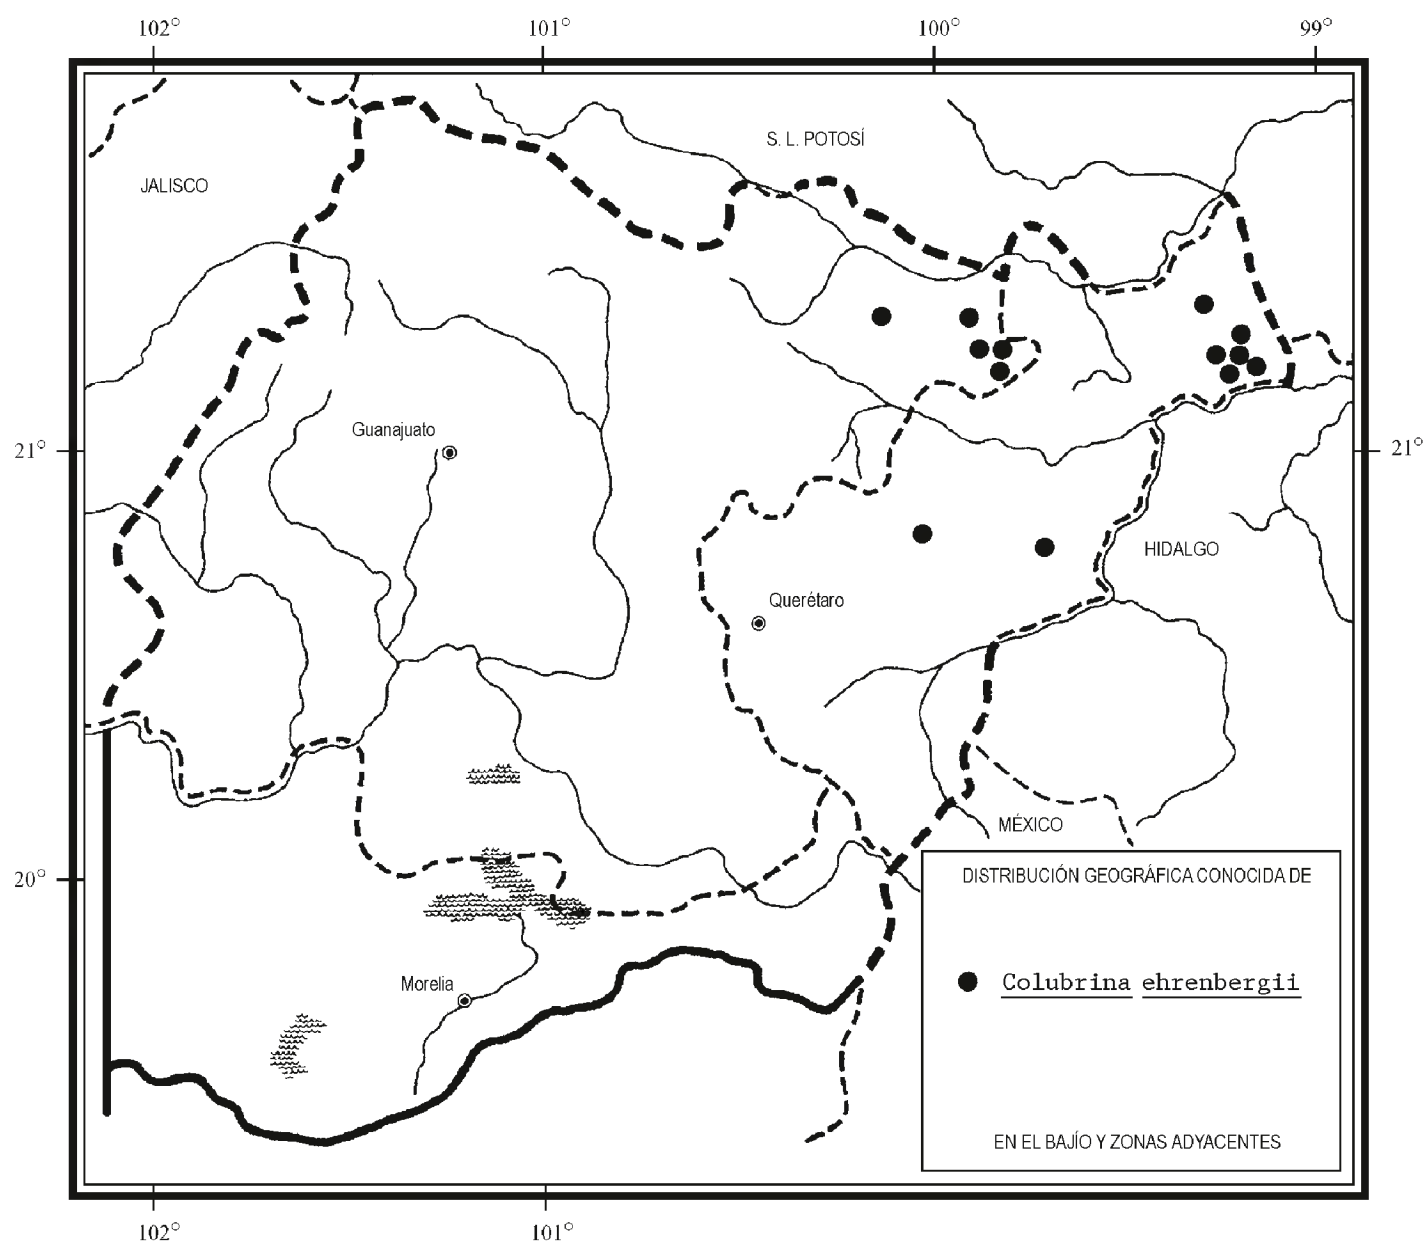 102° 101° 100° 99°
S. L. POTOSÍ
JALISCO
Guanajuato
21° 21°
HIDALGO
Querétaro
MÉXICO
20°
DISTRIBUCIÓN GEOGRÁFICA CONOCIDA DE
Morelia
Colubrina ehrenbergii
EN EL BAJÍO Y ZONAS ADYACENTES
102° 101°